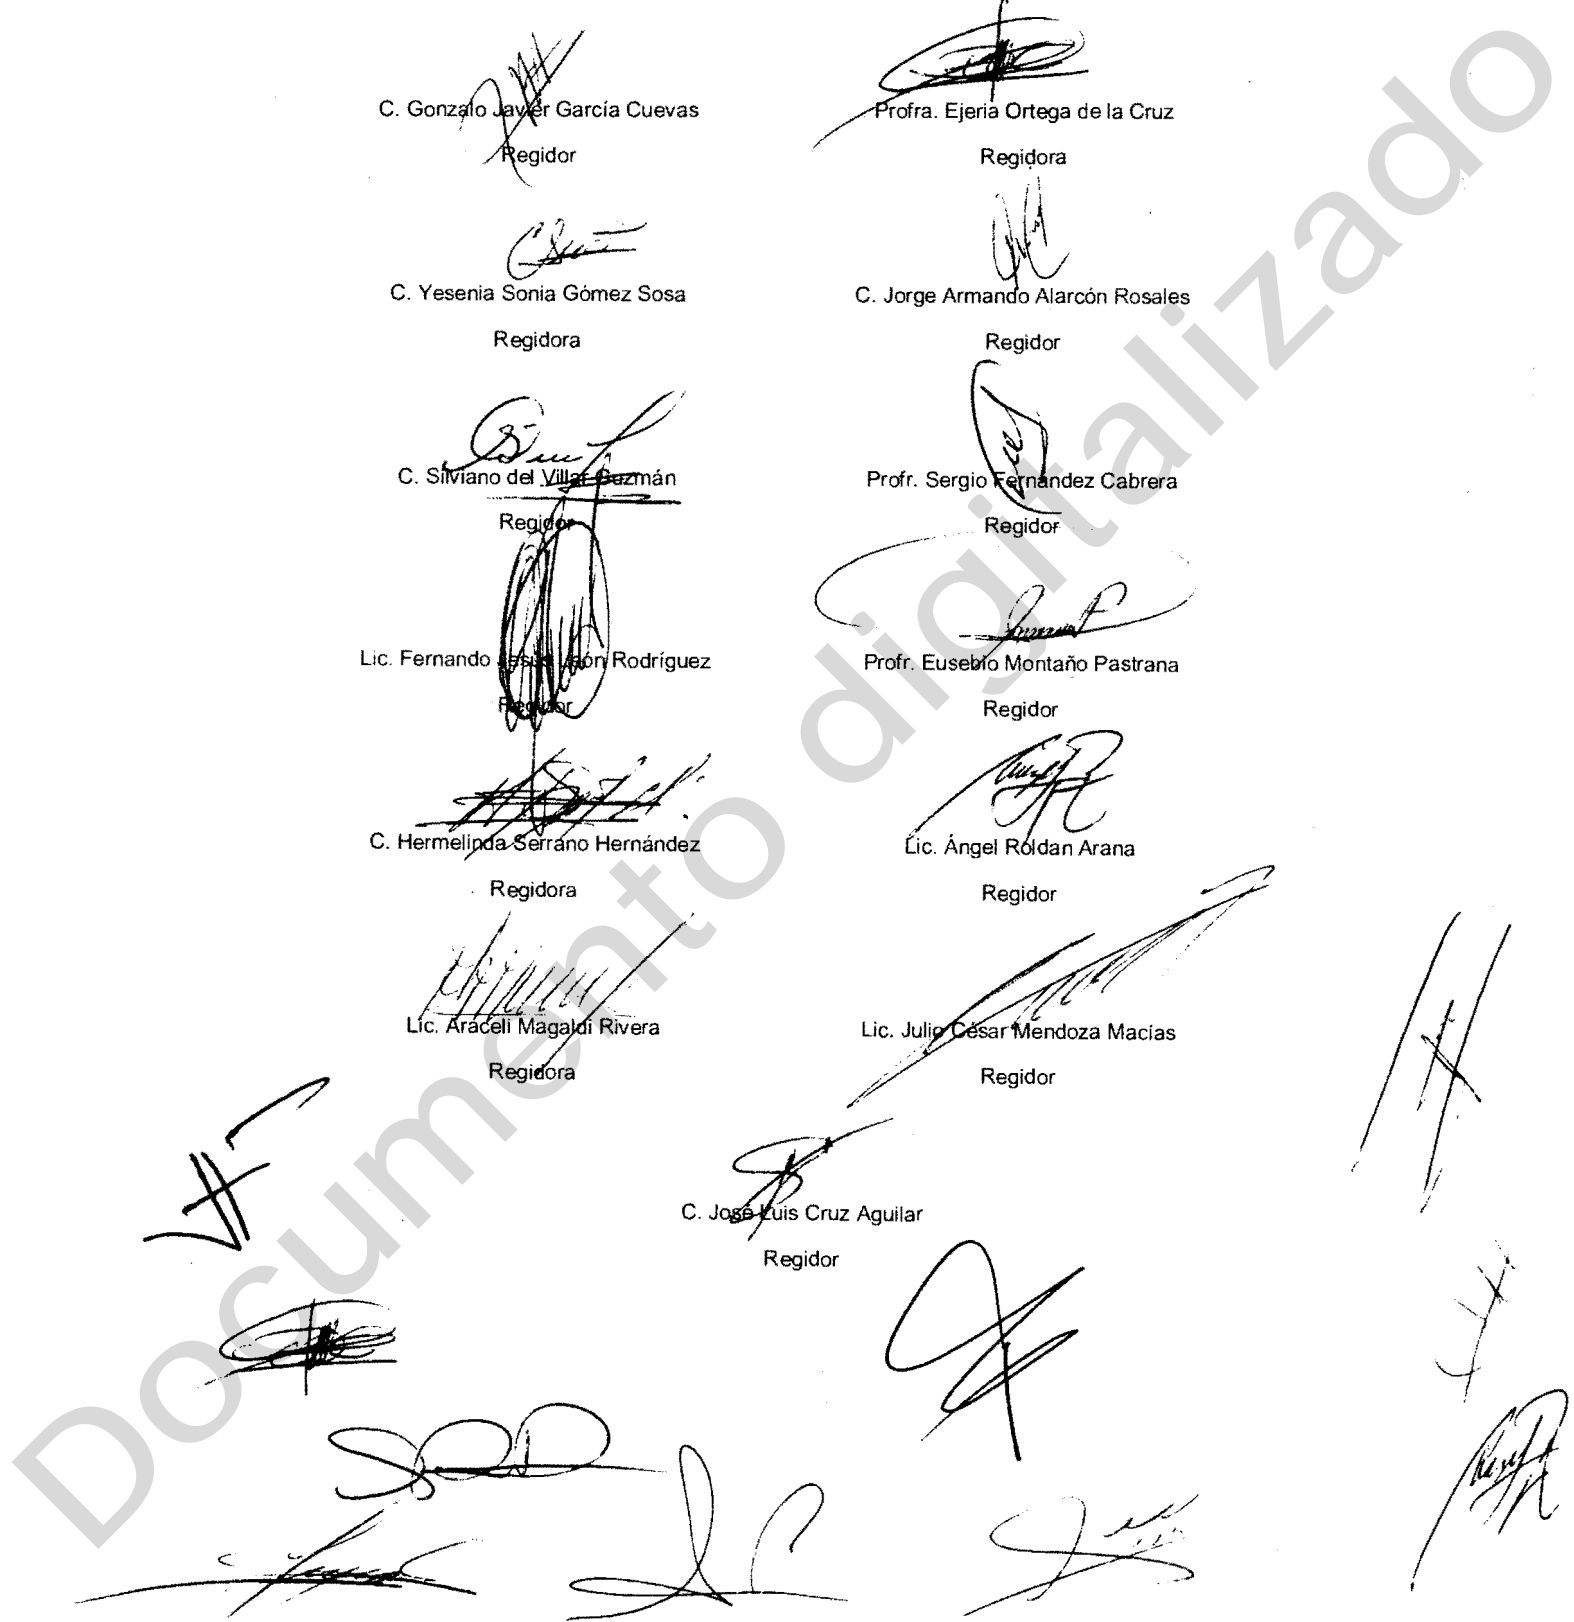 C. Gonzalo Javier García Cuevas
Regidor
Profra. Ejeria Ortega de la Cruz
Regidora
C. Yesenia Sonia Gómez Sosa
Regidora
C. Jorge Armando Alarcón Rosales
Regidor
C. Silviano del Villar Guzmán
Regidor
Profr. Sergio Fernández Cabrera
Regidor
Lic. Fernando Jesús León Rodríguez
Regidor
Profr. Eusebio Montaño Pastrana
Regidor
C. Hermelinda Serrano Hernández
Regidora
Lic. Ángel Roldan Arana
Regidor
Lic. Araceli Magaldi Rivera
Regidora
Lic. Julio César Mendoza Macías
Regidor
C. José Luis Cruz Aguilar
Regidor
Documento digitalizado